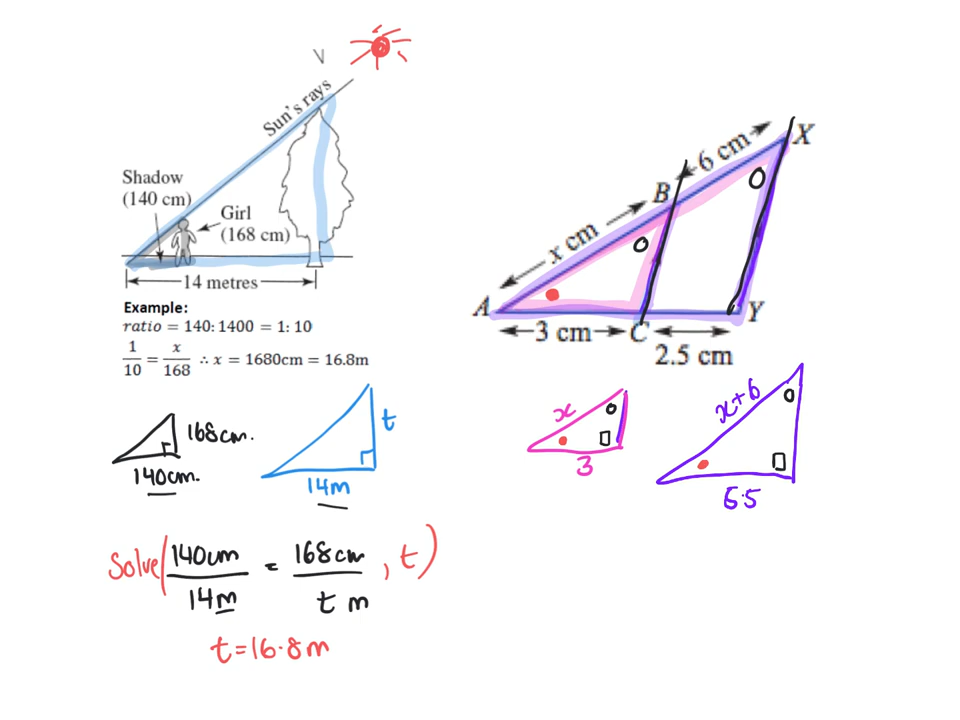 V
Sun's rays
Shadow
(140 cm)
Girl
(168 cm)
14 metres
Example:
ratio = 140:1400 = 1:10
1/10 = x/168 ∴ x = 1680cm = 16.8m
168cm.
140cm.
t
14m
Solve(140cm/14m = 168cm/t m, t)
t=16.8m
X
6 cm
B
x cm
A
3 cm
C
Y
2.5 cm
x
3
x+6
5.5